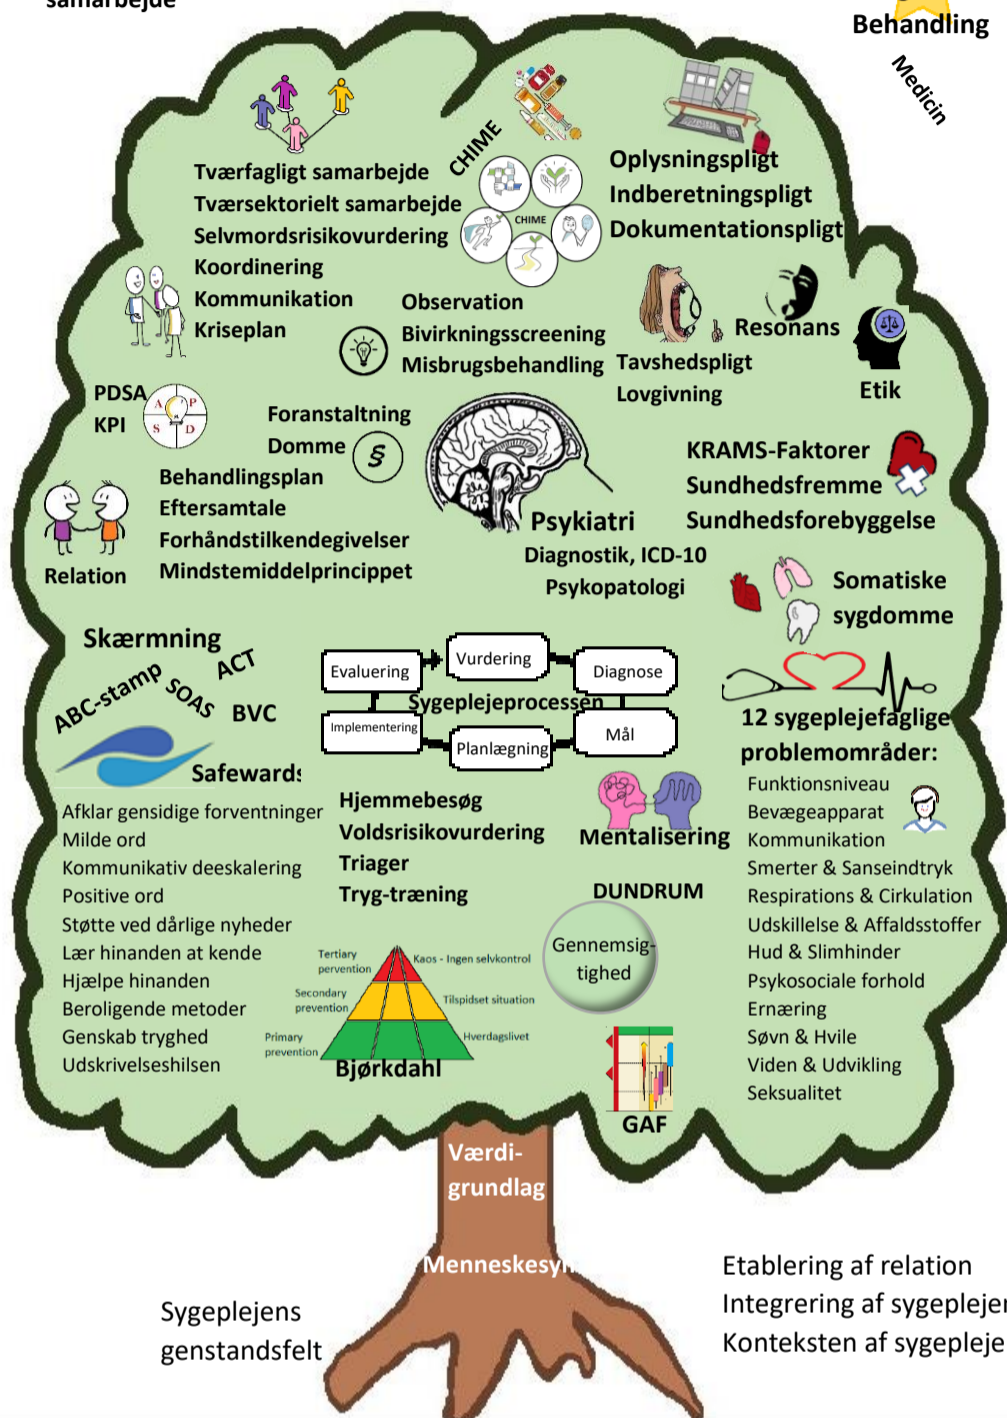 samarbejde
Behandling
Medicin
Tværfagligt samarbejde
Tværsektorielt samarbejde
Selvmordsrisikovurdering
Koordinering
Kommunikation
Kriseplan
CHIME
CHIME
Oplysningspligt
Indberetningspligt
Dokumentationspligt
Observation
Bivirkningsscreening
Misbrugsbehandling
Resonans
Tavshedspligt
Lovgivning
Etik
PDSA
KPI
A P
S D
Foranstaltning
Domme
§
Behandlingsplan
Eftersamtale
Forhåndstilkendegivelser
Mindstemiddelprincippet
Relation
Psykiatri
Diagnostik, ICD-10
Psykopatologi
KRAMS-Faktorer
Sundhedsfremme
Sundhedsforebyggelse
Somatiske
sygdomme
Skærmning
ABC-stamp
SOAS
ACT
BVC
Safewards
Afklar gensidige forventninger
Milde ord
Kommunikativ deeskalering
Positive ord
Støtte ved dårlige nyheder
Lær hinanden at kende
Hjælpe hinanden
Beroligende metoder
Genskab tryghed
Udskrivelseshilsen
Evaluering
Vurdering
Diagnose
Sygeplejeprocessen
Implementering
Planlægning
Mål
Hjemmebesøg
Voldsrisikovurdering
Triager
Tryg-træning
Mentalisering
DUNDRUM
Gennemsig-
tighed
12 sygeplejefaglige
problemområder:
Funktionsniveau
Bevægeapparat
Kommunikation
Smerter & Sanseindtryk
Respirations & Cirkulation
Udskillelse & Affaldsstoffer
Hud & Slimhinder
Psykosociale forhold
Ernæring
Søvn & Hvile
Viden & Udvikling
Seksualitet
Tertiary
pervention
Kaos - Ingen selvkontrol
Secondary
prevention
Tilspidset situation
Primary
prevention
Hverdagslivet
Bjørkdahl
GAF
Værdi-
grundlag
Menneskesyn
Sygeplejens
genstandsfelt
Etablering af relation
Integrering af sygeplejen
Konteksten af sygepleje